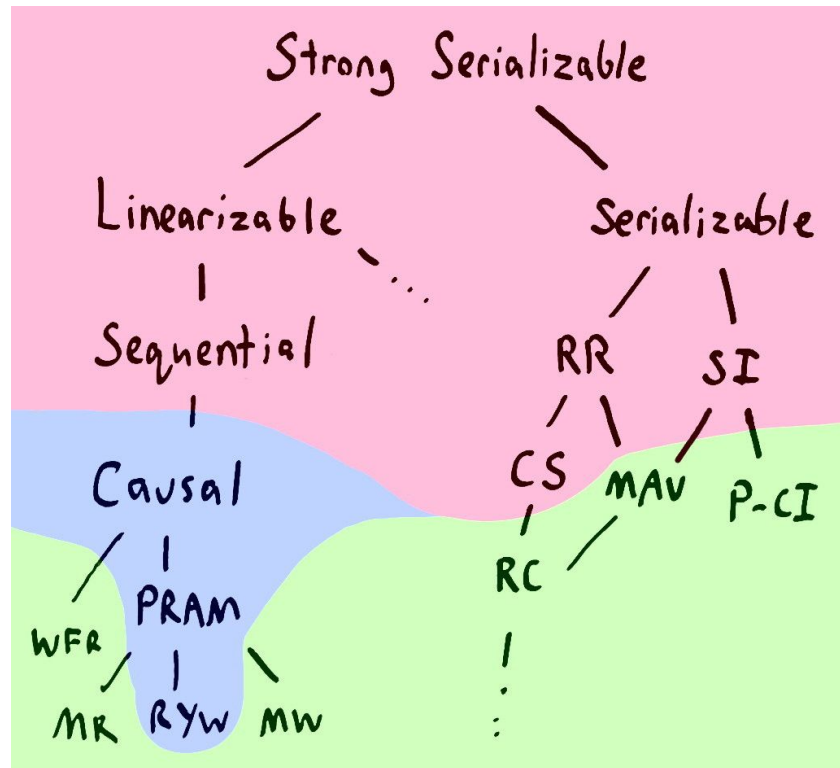 Strong Serializable
Linearizable Serializable
...
Sequential RR SI
Causal CS MAV P-CI
RC
PRAM
WFR
MR RYW MW
⋮